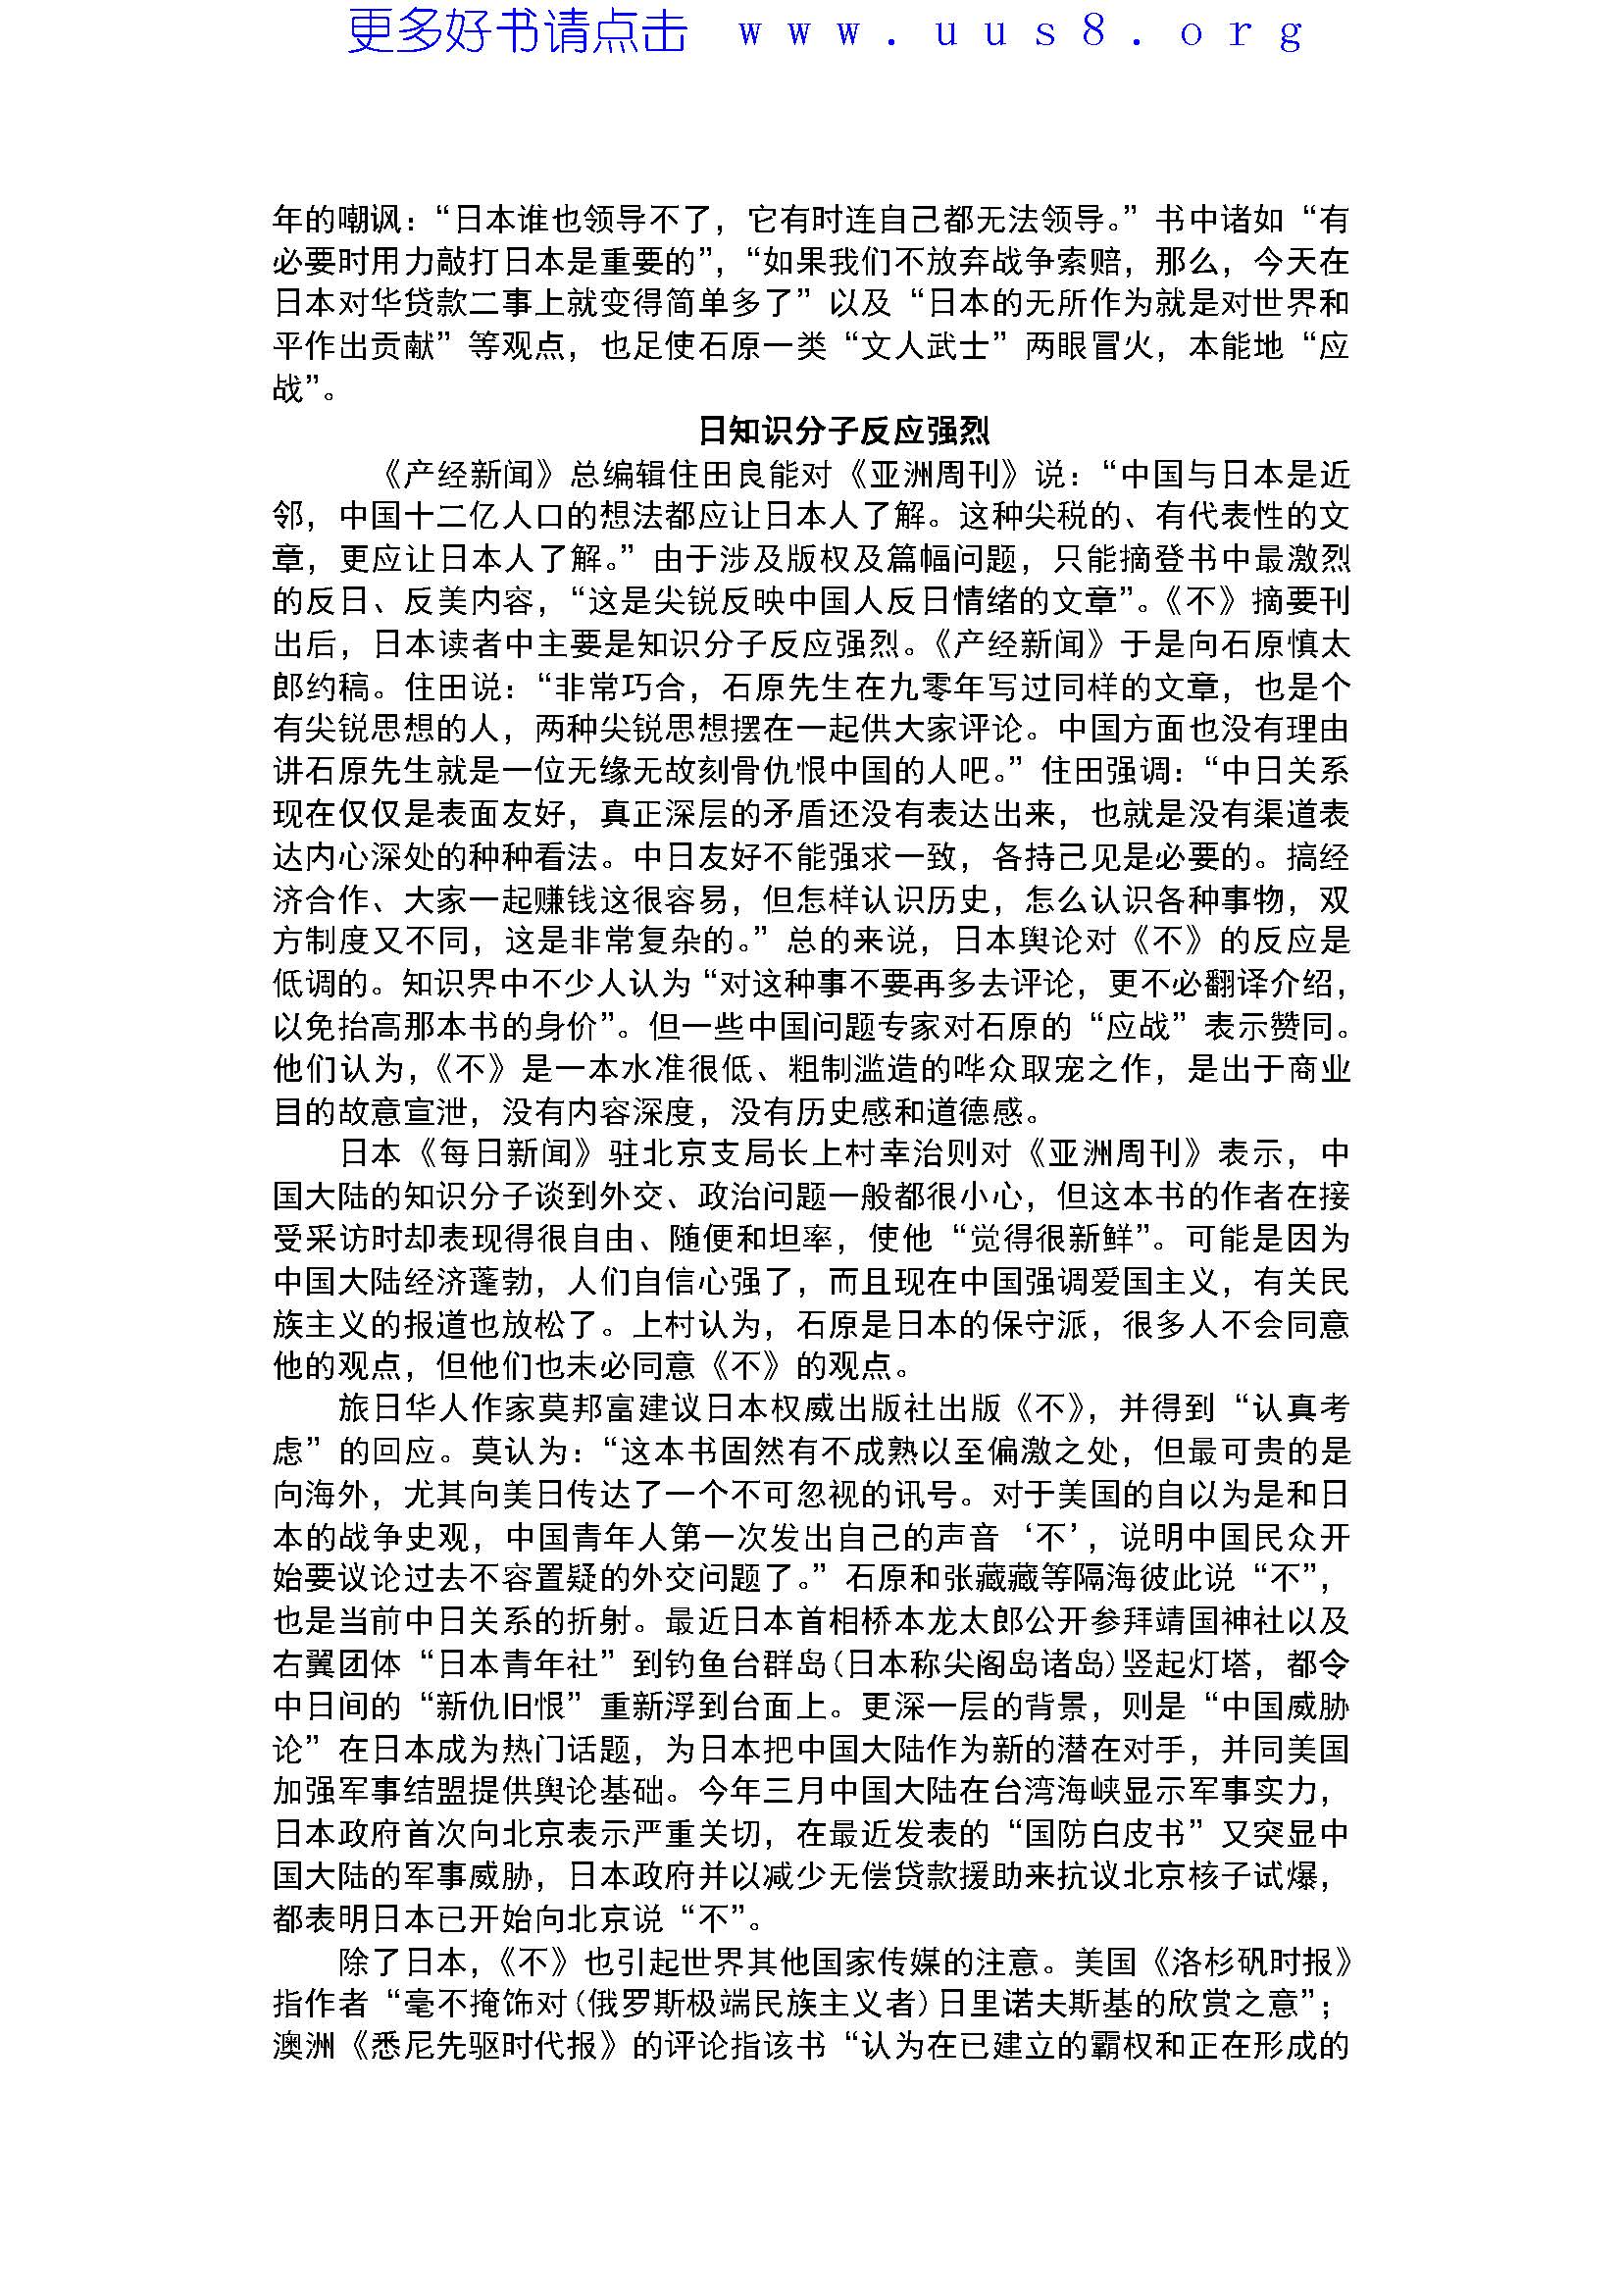 更多好书请点击 www.uus8.org
年的嘲讽：“日本谁也领导不了，它有时连自己都无法领导。”书中诸如“有
必要时用力敲打日本是重要的”，“如果我们不放弃战争索赔，那么，今天在
日本对华贷款二事上就变得简单多了”以及“日本的无所作为就是对世界和
平作出贡献”等观点，也足使石原一类“文人武士”两眼冒火，本能地“应
战”。
日知识分子反应强烈
《产经新闻》总编辑住田良能对《亚洲周刊》说：“中国与日本是近
邻，中国十二亿人口的想法都应让日本人了解。这种尖税的、有代表性的文
章，更应让日本人了解。”由于涉及版权及篇幅问题，只能摘登书中最激烈
的反日、反美内容，“这是尖锐反映中国人反日情绪的文章”。《不》摘要刊
出后，日本读者中主要是知识分子反应强烈。《产经新闻》于是向石原慎太
郎约稿。住田说：“非常巧合，石原先生在九零年写过同样的文章，也是个
有尖锐思想的人，两种尖锐思想摆在一起供大家评论。中国方面也没有理由
讲石原先生就是一位无缘无故刻骨仇恨中国的人吧。”住田强调：“中日关系
现在仅仅是表面友好，真正深层的矛盾还没有表达出来，也就是没有渠道表
达内心深处的种种看法。中日友好不能强求一致，各持己见是必要的。搞经
济合作、大家一起赚钱这很容易，但怎样认识历史，怎么认识各种事物，双
方制度又不同，这是非常复杂的。”总的来说，日本舆论对《不》的反应是
低调的。知识界中不少人认为“对这种事不要再多去评论，更不必翻译介绍，
以免抬高那本书的身价”。但一些中国问题专家对石原的“应战”表示赞同。
他们认为，《不》是一本水准很低、粗制滥造的哗众取宠之作，是出于商业
目的故意宣泄，没有内容深度，没有历史感和道德感。
日本《每日新闻》驻北京支局长上村幸治则对《亚洲周刊》表示，中
国大陆的知识分子谈到外交、政治问题一般都很小心，但这本书的作者在接
受采访时却表现得很自由、随便和坦率，使他“觉得很新鲜”。可能是因为
中国大陆经济蓬勃，人们自信心强了，而且现在中国强调爱国主义，有关民
族主义的报道也放松了。上村认为，石原是日本的保守派，很多人不会同意
他的观点，但他们也未必同意《不》的观点。
旅日华人作家莫邦富建议日本权威出版社出版《不》，并得到“认真考
虑”的回应。莫认为：“这本书固然有不成熟以至偏激之处，但最可贵的是
向海外，尤其向美日传达了一个不可忽视的讯号。对于美国的自以为是和日
本的战争史观，中国青年人第一次发出自己的声音‘不’，说明中国民众开
始要议论过去不容置疑的外交问题了。”石原和张藏藏等隔海彼此说“不”，
也是当前中日关系的折射。最近日本首相桥本龙太郎公开参拜靖国神社以及
右翼团体“日本青年社”到钓鱼台群岛(日本称尖阁岛诸岛)竖起灯塔，都令
中日间的“新仇旧恨”重新浮到台面上。更深一层的背景，则是“中国威胁
论”在日本成为热门话题，为日本把中国大陆作为新的潜在对手，并同美国
加强军事结盟提供舆论基础。今年三月中国大陆在台湾海峡显示军事实力，
日本政府首次向北京表示严重关切，在最近发表的“国防白皮书”又突显中
国大陆的军事威胁，日本政府并以减少无偿贷款援助来抗议北京核子试爆，
都表明日本已开始向北京说“不”。
除了日本，《不》也引起世界其他国家传媒的注意。美国《洛杉矶时报》
指作者“毫不掩饰对(俄罗斯极端民族主义者)日里诺夫斯基的欣赏之意”；
澳洲《悉尼先驱时代报》的评论指该书“认为在已建立的霸权和正在形成的